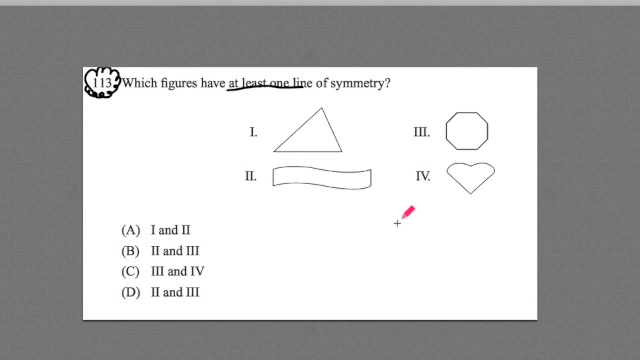 113. Which figures have at least one line of symmetry?
I.
III.
II.
IV.
(A) I and II
(B) II and III
(C) III and IV
(D) II and III